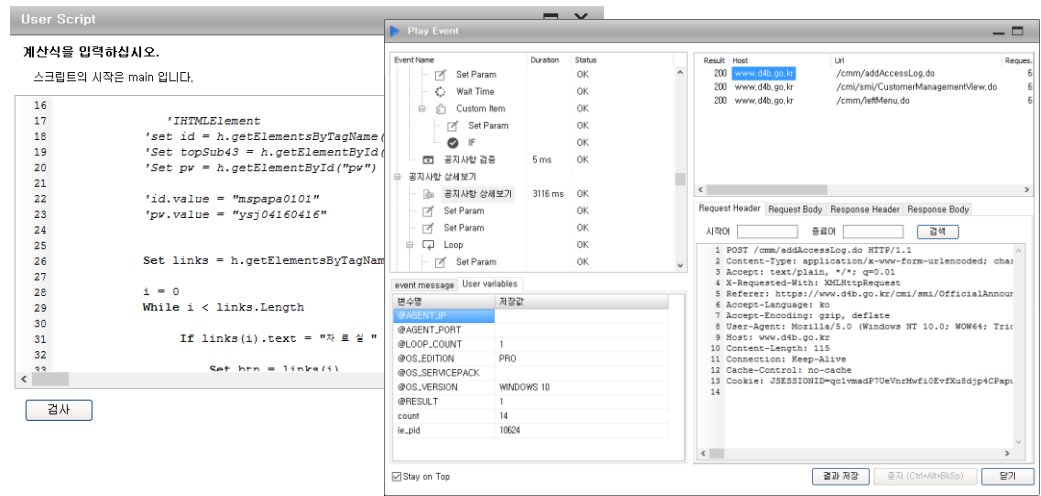 User Script
계산식을 입력하십시오.
스크립트의 시작은 main 입니다.
16
17 'IHTMLElement
18 'set id = h.getElementsByTagName(
19 'Set topSub43 = h.getElementById(
20 'Set pw = h.getElementById("pw")
21
22 'id.value = "mspapa0101"
23 'pw.value = "ysj04160416"
24
25
26 Set links = h.getElementsByTagNam
27
28 i = 0
29 While i < links.Length
30
31 If links(i).text = "자 료 실 "
32
33 Set btn = links(i)
검사
Play Event
Event Name Duration Status
Set Param OK
Wait Time OK
Custom Item OK
Set Param OK
IF OK
공지사항 검증 5 ms OK
공지사항 상세보기
공지사항 상세보기 3116 ms OK
Set Param OK
Set Param OK
Loop OK
Set Param OK
event message User variables
변수명 저장값
@AGENT_IP
@AGENT_PORT
@LOOP_COUNT 1
@OS_EDITION PRO
@OS_SERVICEPACK
@OS_VERSION WINDOWS 10
@RESULT 1
count 14
ie_pid 10624
Stay on Top
Result Host Url Reques.
200 www.d4b.go.kr /cmm/addAccessLog.do 6
200 www.d4b.go.kr /cmi/smi/CustomerManagementView.do 6
200 www.d4b.go.kr /cmm/leftMenu.do 6
Request Header Request Body Response Header Response Body
시작어 종료어 검색
1 POST /cmm/addAccessLog.do HTTP/1.1
2 Content-Type: application/x-www-form-urlencoded; cha
3 Accept: text/plain, */*; q=0.01
4 X-Requested-With: XMLHttpRequest
5 Referer: https://www.d4b.go.kr/cmi/smi/OfficialAnnour
6 Accept-Language: ko
7 Accept-Encoding: gzip, deflate
8 User-Agent: Mozilla/5.0 (Windows NT 10.0; WOW64; Tric
9 Host: www.d4b.go.kr
10 Content-Length: 115
11 Connection: Keep-Alive
12 Cache-Control: no-cache
13 Cookie: JSESSIONID=qc1vmadP7UeVnrMwfi0EvfXu8djp4CPapu
14
결과 저장 중지 (Ctrl+Alt+BkSp) 닫기